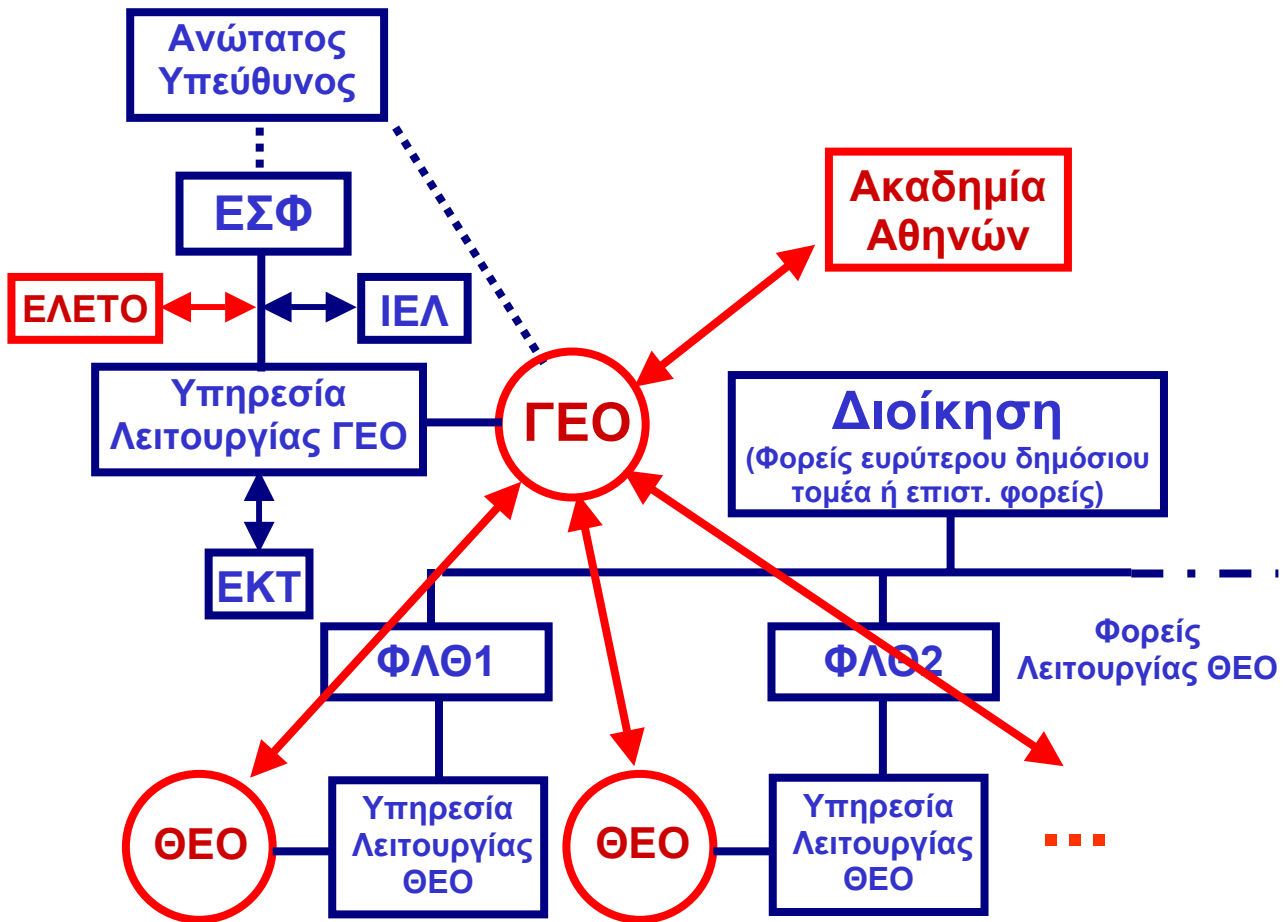 Ανώτατος
Υπεύθυνος
ΕΣΦ
Ακαδημία
Αθηνών
ΕΛΕΤΟ
ΙΕΛ
Υπηρεσία
Λειτουργίας ΓΕΟ
ΓΕΟ
Διοίκηση
(Φορείς ευρύτερου δημόσιου
τομέα ή επιστ. φορείς)
ΕΚΤ
ΦΛΘ1
ΦΛΘ2
Φορείς
Λειτουργίας ΘΕΟ
ΘΕΟ
Υπηρεσία
Λειτουργίας
ΘΕΟ
ΘΕΟ
Υπηρεσία
Λειτουργίας
ΘΕΟ
...